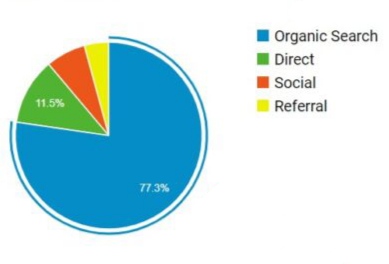 Organic Search
Direct
Social
Referral
11.5%
77.3%